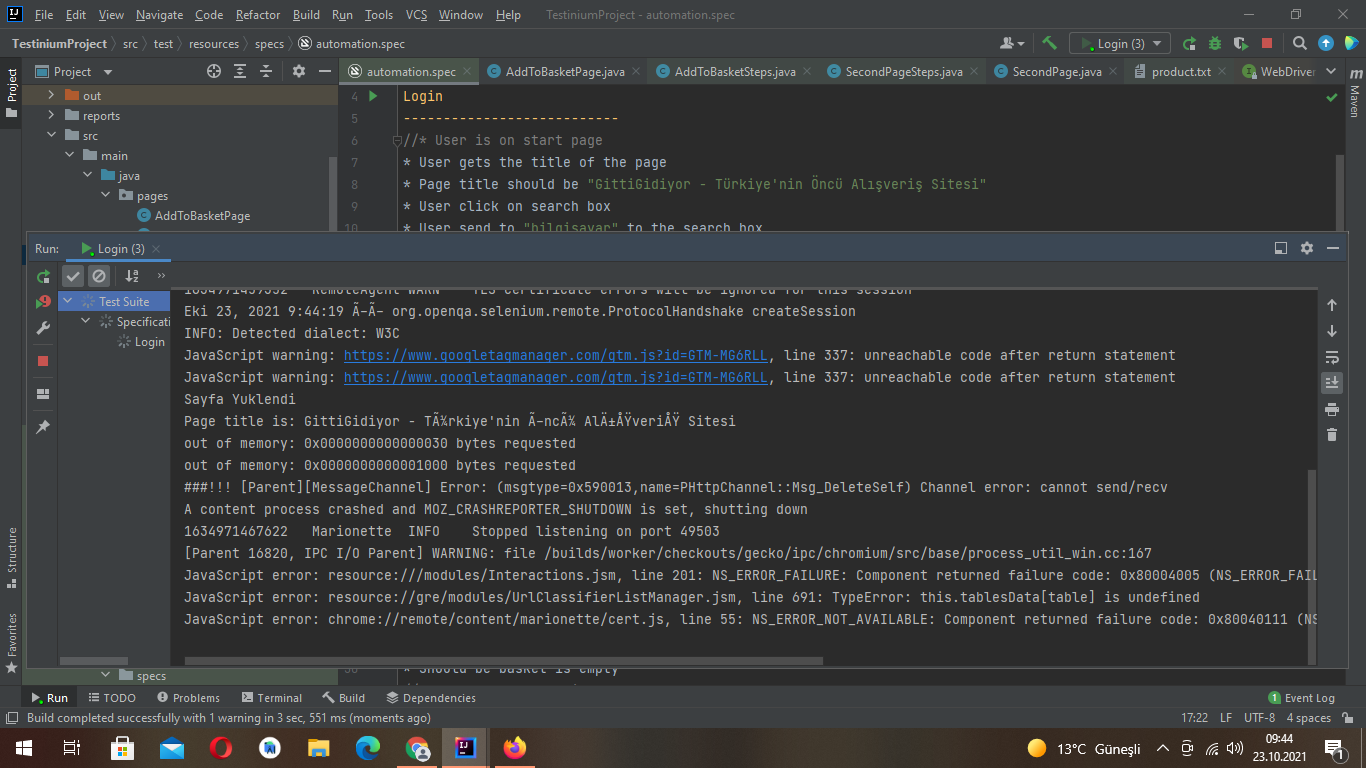 File Edit View Navigate Code Refactor Build Run Tools VCS Window Help TestiniumProject - automation.spec
TestiniumProject src test resources specs automation.spec Login (3)
Project automation.spec AddToBasketPage.java AddToBasketSteps.java SecondPageSteps.java SecondPage.java product.txt WebDriver
Project
Maven
out
reports
src
main
java
pages
AddToBasketPage
4 Login
5 ---------------------------
6 //* User is on start page
7 * User gets the title of the page
8 * Page title should be "GittiGidiyor - Türkiye'nin Öncü Alışveriş Sitesi"
9 * User click on search box
10 * User send to "bilgisayar" to the search box
Run: Login (3)
Test Suite
Specificati
Login
1634971459352 RemoteAgent WARN TLS certificate errors will be ignored for this session
Eki 23, 2021 9:44:19 Ã–Ã– org.openqa.selenium.remote.ProtocolHandshake createSession
INFO: Detected dialect: W3C
JavaScript warning: https://www.googletagmanager.com/gtm.js?id=GTM-MG6RLL, line 337: unreachable code after return statement
JavaScript warning: https://www.googletagmanager.com/gtm.js?id=GTM-MG6RLL, line 337: unreachable code after return statement
Sayfa Yuklendi
Page title is: GittiGidiyor - TÃ¼rkiye'nin Ã–ncÃ¼ AlÄ±ÅŸveriÅŸ Sitesi
out of memory: 0x0000000000000030 bytes requested
out of memory: 0x0000000000001000 bytes requested
###!!! [Parent][MessageChannel] Error: (msgtype=0x590013,name=PHttpChannel::Msg_DeleteSelf) Channel error: cannot send/recv
A content process crashed and MOZ_CRASHREPORTER_SHUTDOWN is set, shutting down
1634971467622 Marionette INFO Stopped listening on port 49503
[Parent 16820, IPC I/O Parent] WARNING: file /builds/worker/checkouts/gecko/ipc/chromium/src/base/process_util_win.cc:167
JavaScript error: resource:///modules/Interactions.jsm, line 201: NS_ERROR_FAILURE: Component returned failure code: 0x80004005 (NS_ERROR_FAIL
JavaScript error: resource://gre/modules/UrlClassifierListManager.jsm, line 691: TypeError: this.tablesData[table] is undefined
JavaScript error: chrome://remote/content/marionette/cert.js, line 55: NS_ERROR_NOT_AVAILABLE: Component returned failure code: 0x80040111 (NS
Structure
Favorites
specs
* Should be basket is empty
Run TODO Problems Terminal Build Dependencies 1 Event Log
Build completed successfully with 1 warning in 3 sec, 551 ms (moments ago) 17:22 LF UTF-8 4 spaces
13°C Güneşli 09:44
23.10.2021
1